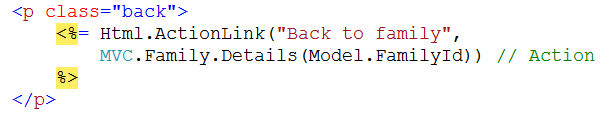 <p class="back">
<%= Html.ActionLink("Back to family",
MVC.Family.Details(Model.FamilyId)) // Action
%>
</p>